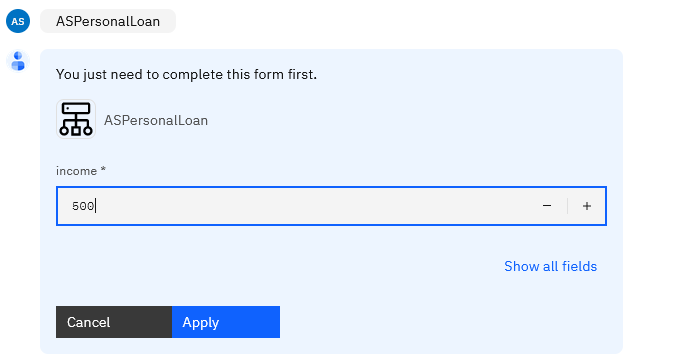 AS
ASPersonalLoan
You just need to complete this form first.
ASPersonalLoan
income *
500
Show all fields
Cancel
Apply